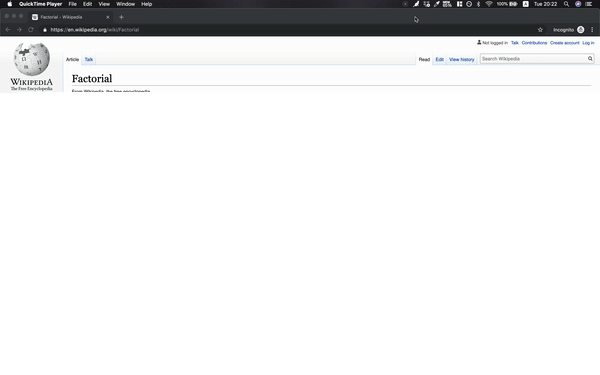 QuickTime Player File Edit View Window Help 100% Tue 20:22
Factorial - Wikipedia
https://en.wikipedia.org/wiki/Factorial Incognito
Not logged in Talk Contributions Create account Log in
Article Talk Read Edit View history Search Wikipedia
WIKIPEDIA
The Free Encyclopedia
Factorial
From Wikipedia, the free encyclopedia